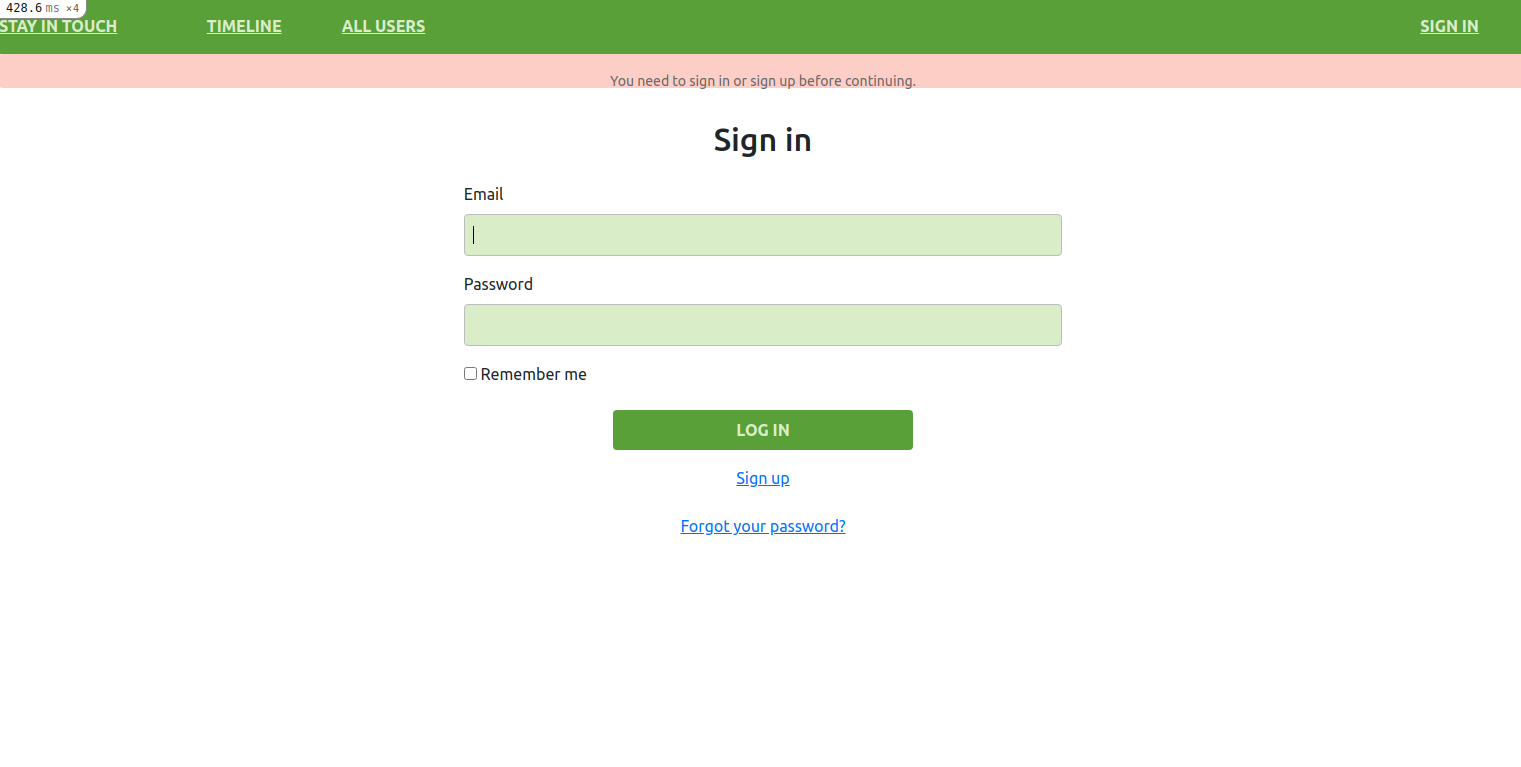 428.6 ms ×4
STAY IN TOUCH TIMELINE ALL USERS SIGN IN
You need to sign in or sign up before continuing.
Sign in
Email
Password
Remember me
LOG IN
Sign up
Forgot your password?